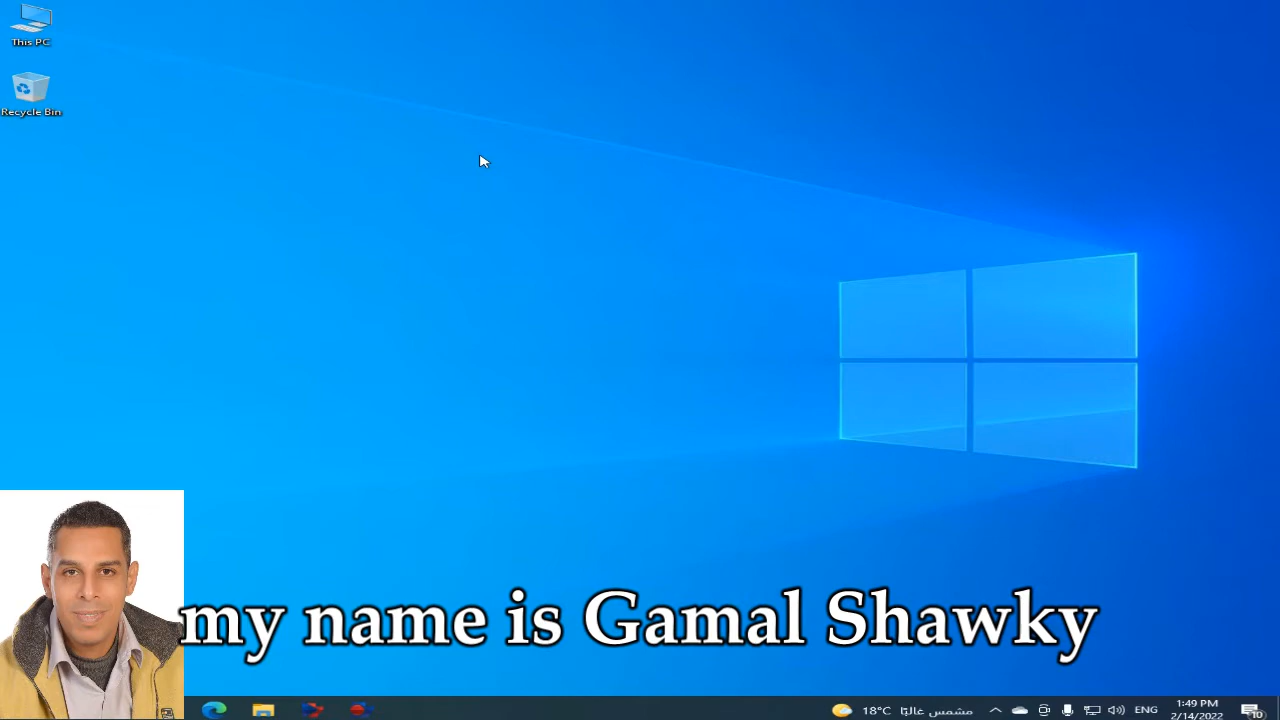 This PC
Recycle Bin
my name is Gamal Shawky
18°C مشمس غالبًا
ENG
1:49 PM
2/14/2022
10